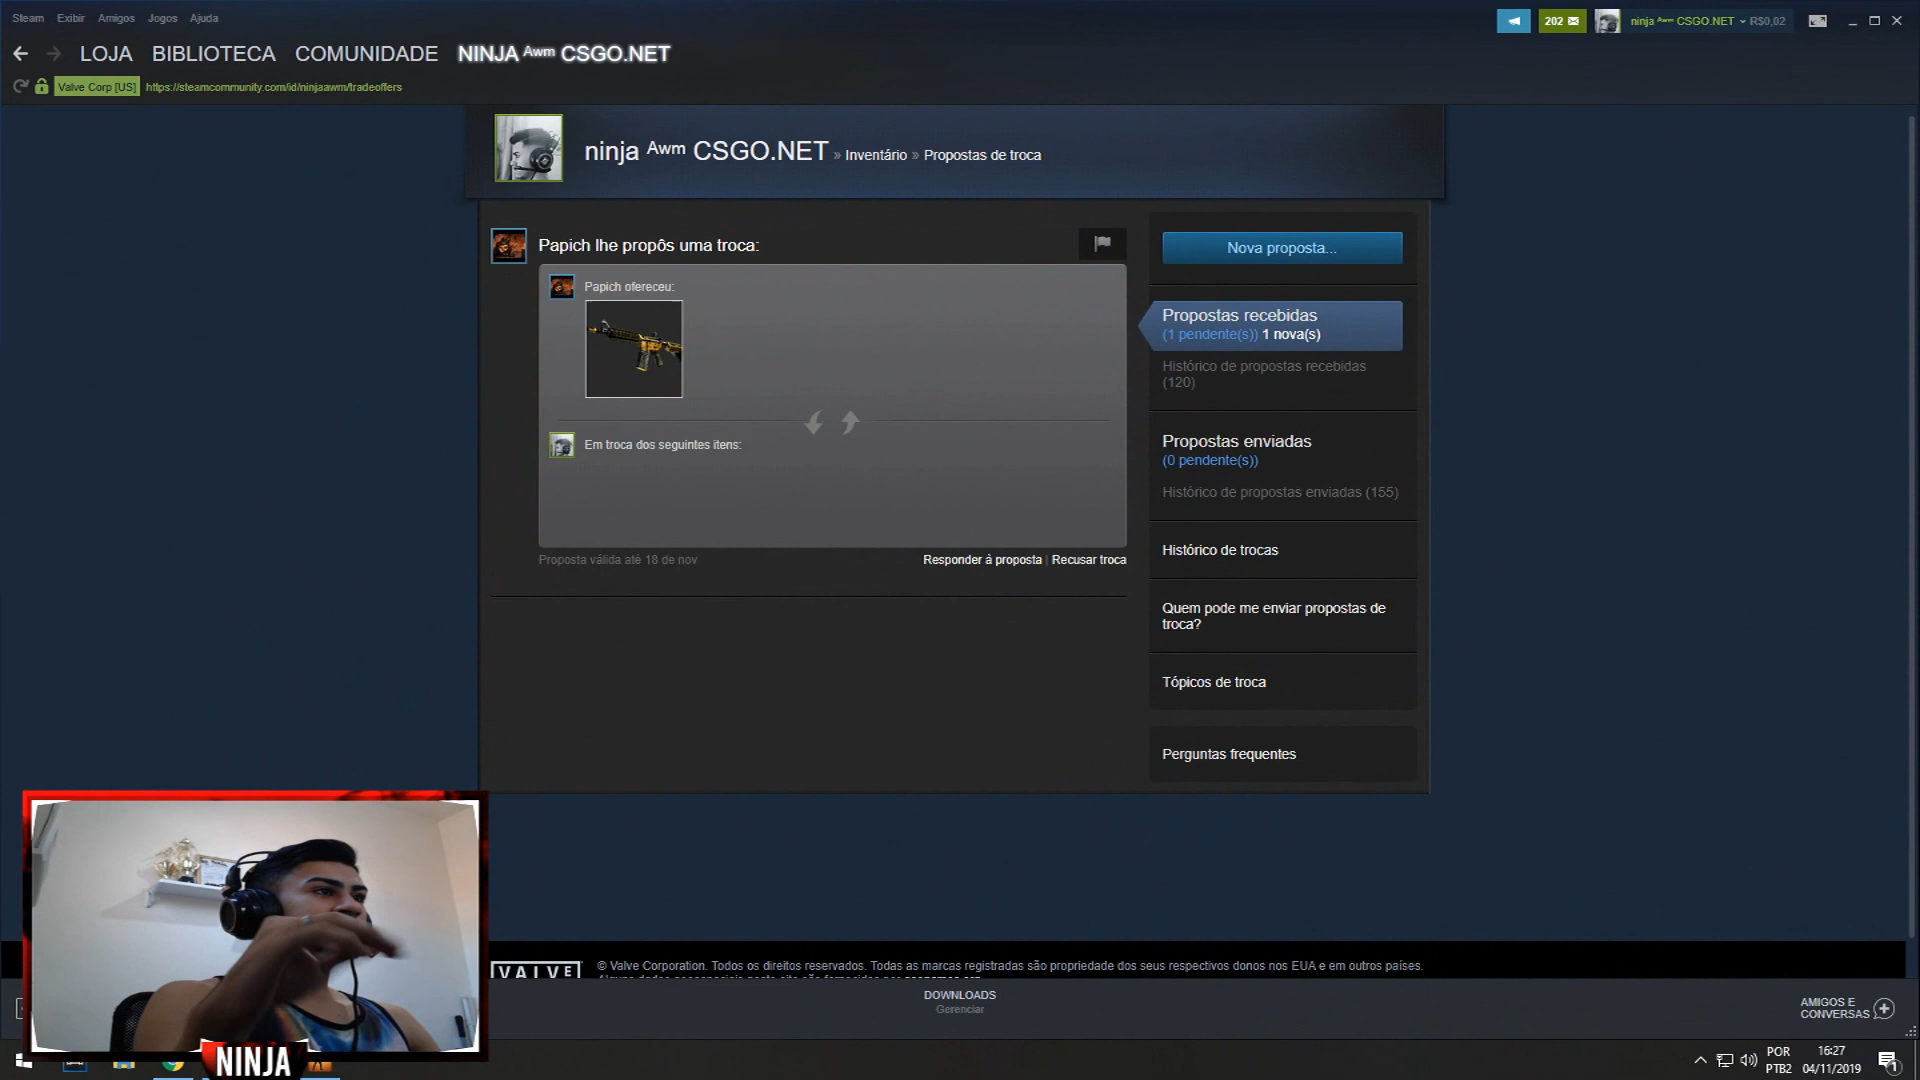 Steam Exibir Amigos Jogos Ajuda
202
ninja Awm CSGO.NET R$0,02
LOJA BIBLIOTECA COMUNIDADE NINJA Awm CSGO.NET
Valve Corp [US] https://steamcommunity.com/id/ninjaawm/tradeoffers
ninja Awm CSGO.NET » Inventário » Propostas de troca
Papich lhe propôs uma troca:
Papich ofereceu:
Em troca dos seguintes itens:
Proposta válida até 18 de nov
Responder à proposta | Recusar troca
Nova proposta...
Propostas recebidas
(1 pendente(s)) 1 nova(s)
Histórico de propostas recebidas
(120)
Propostas enviadas
(0 pendente(s))
Histórico de propostas enviadas (155)
Histórico de trocas
Quem pode me enviar propostas de
troca?
Tópicos de troca
Perguntas frequentes
VALVE
© Valve Corporation. Todos os direitos reservados. Todas as marcas registradas são propriedade dos seus respectivos donos nos EUA e em outros países.
DOWNLOADS
Gerenciar
AMIGOS E
CONVERSAS
NINJA
POR
PTB2
16:27
04/11/2019
1